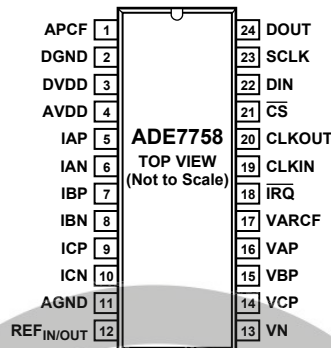 APCF 1 24 DOUT
DGND 2 23 SCLK
DVDD 3 22 DIN
AVDD 4 21 CS
IAP 5 ADE7758 20 CLKOUT
IAN 6 TOP VIEW 19 CLKIN
IBP 7 (Not to Scale) 18 IRQ
IBN 8 17 VARCF
ICP 9 16 VAP
ICN 10 15 VBP
AGND 11 14 VCP
REFIN/OUT 12 13 VN